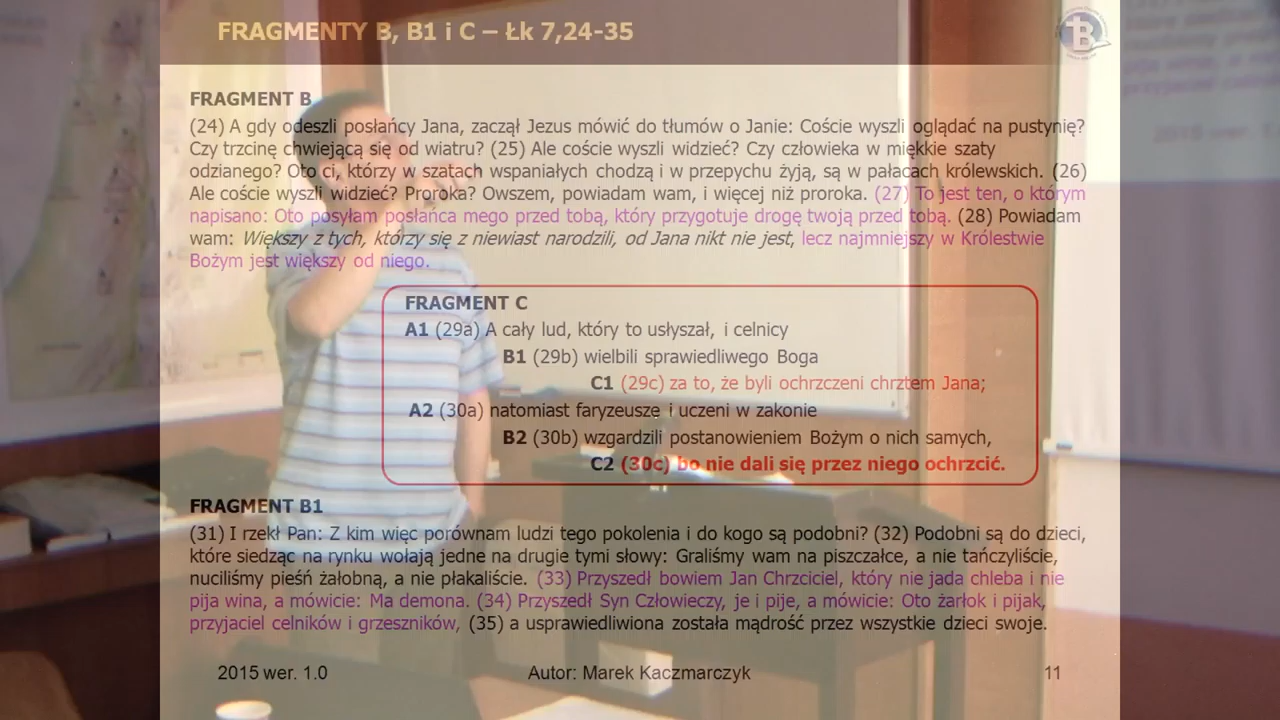 FRAGMENTY B, B1 i C – Łk 7,24-35
FRAGMENT B
(24) A gdy odeszli posłańcy Jana, zaczął Jezus mówić do tłumów o Janie: Coście wyszli oglądać na pustynię?
Czy trzcinę chwiejącą się od wiatru? (25) Ale coście wyszli widzieć? Czy człowieka w miękkie szaty
odzianego? Oto ci, którzy w szatach wspaniałych chodzą i w przepychu żyją, są w pałacach królewskich. (26)
Ale coście wyszli widzieć? Proroka? Owszem, powiadam wam, i więcej niż proroka. (27) To jest ten, o którym
napisano: Oto posyłam posłańca mego przed tobą, który przygotuje drogę twoją przed tobą. (28) Powiadam
wam: Większy z tych, którzy się z niewiast narodzili, od Jana nikt nie jest, lecz najmniejszy w Królestwie
Bożym jest większy od niego.
FRAGMENT C
A1 (29a) A cały lud, który to usłyszał, i celnicy
B1 (29b) wielbili sprawiedliwego Boga
C1 (29c) za to, że byli ochrzczeni chrztem Jana;
A2 (30a) natomiast faryzeusze i uczeni w zakonie
B2 (30b) wzgardzili postanowieniem Bożym o nich samych,
C2 (30c) bo nie dali się przez niego ochrzcić.
FRAGMENT B1
(31) I rzekł Pan: Z kim więc porównam ludzi tego pokolenia i do kogo są podobni? (32) Podobni są do dzieci,
które siedząc na rynku wołają jedne na drugie tymi słowy: Graliśmy wam na piszczałce, a nie tańczyliście,
nuciliśmy pieśń żałobną, a nie płakaliście. (33) Przyszedł bowiem Jan Chrzciciel, który nie jada chleba i nie
pija wina, a mówicie: Ma demona. (34) Przyszedł Syn Człowieczy, je i pije, a mówicie: Oto żarłok i pijak,
przyjaciel celników i grzeszników, (35) a usprawiedliwiona została mądrość przez wszystkie dzieci swoje.
2015 wer. 1.0
Autor: Marek Kaczmarczyk
11